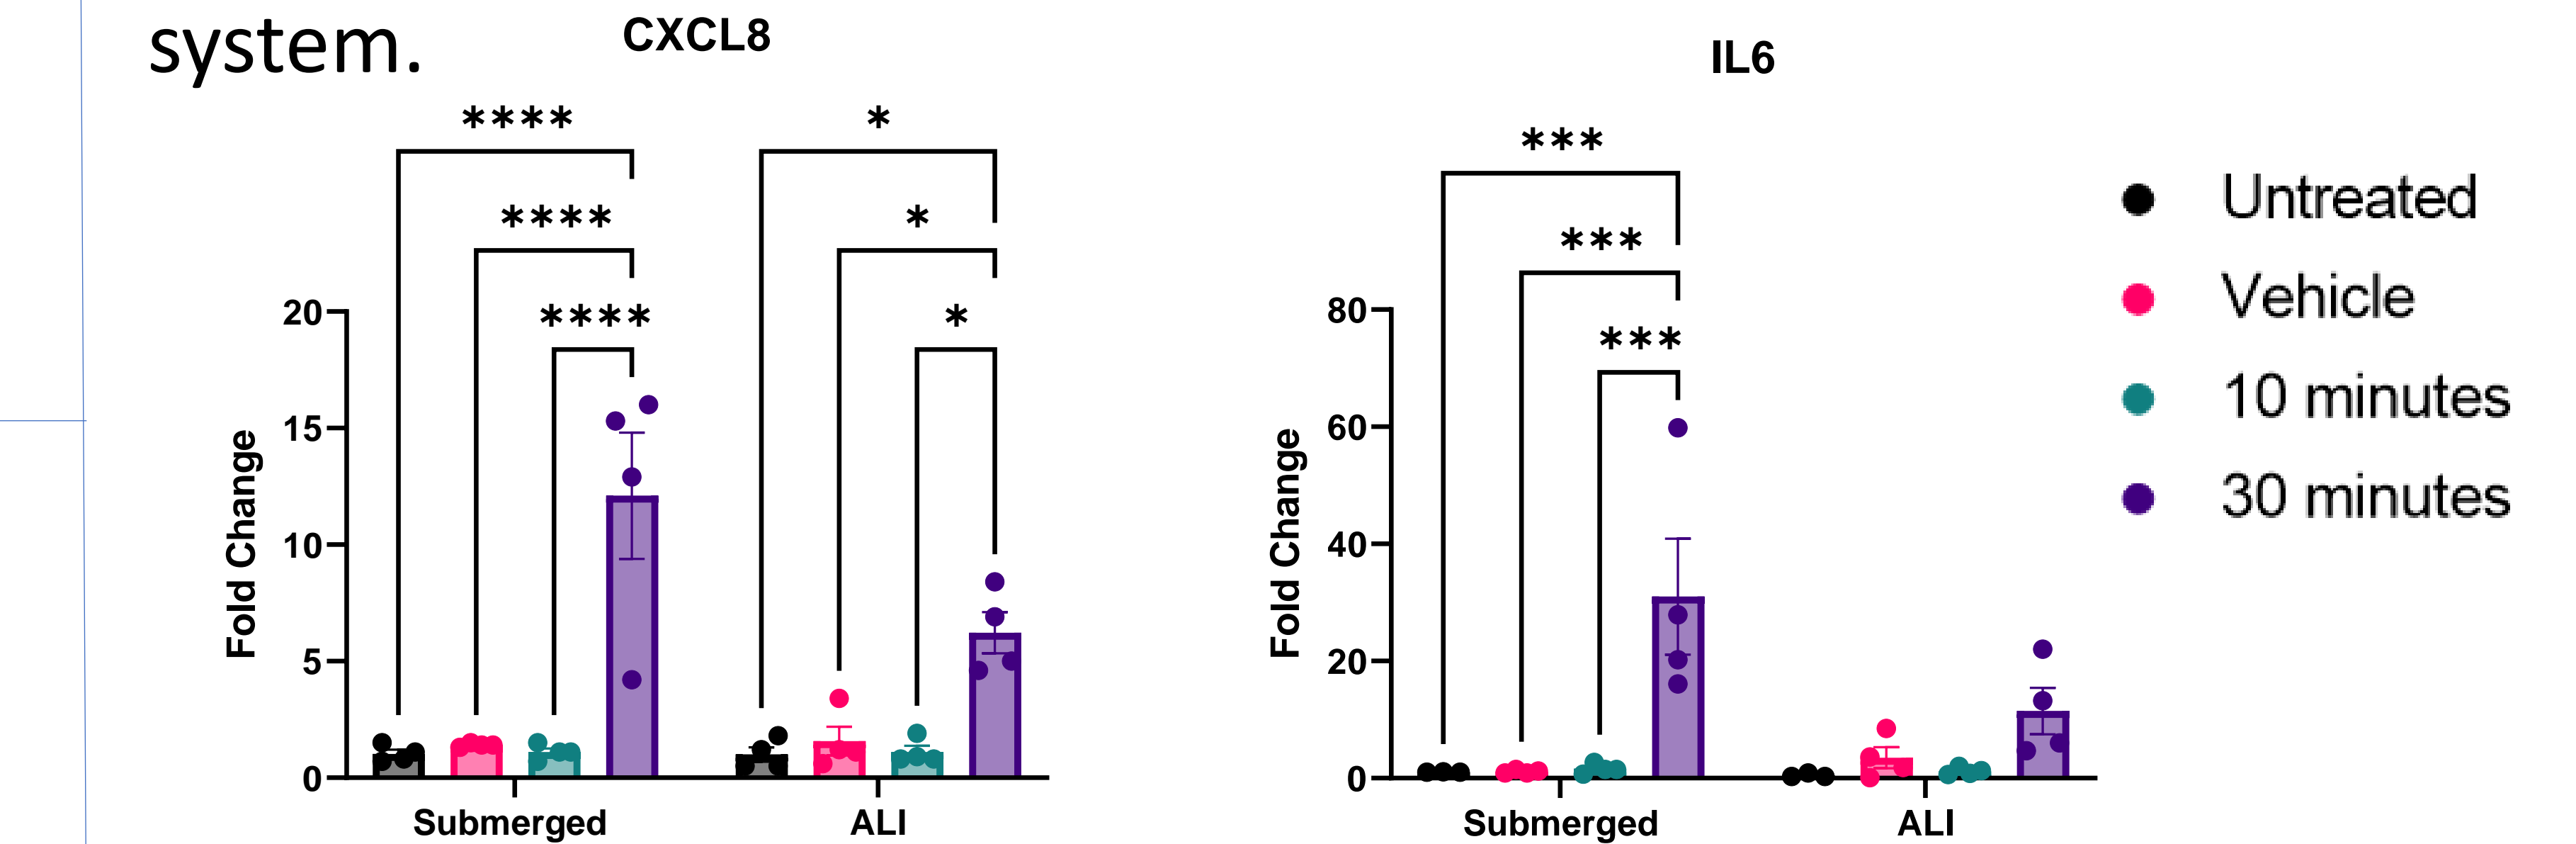 system.
CXCL8
****
*
****
*
****
*
20
15
10
5
0
Fold Change
Submerged
ALI
IL6
***
***
***
80
60
40
20
0
Fold Change
Submerged
ALI
Untreated
Vehicle
10 minutes
30 minutes